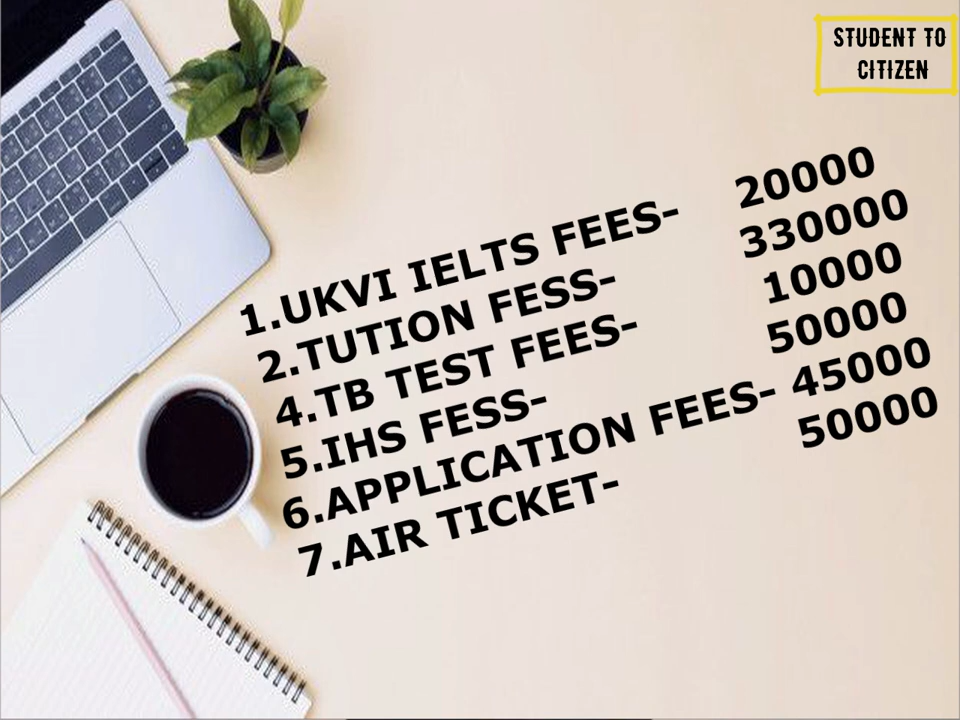 STUDENT TO
CITIZEN
1.UKVI IELTS FEES- 20000
2.TUTION FESS- 330000
4.TB TEST FEES- 10000
5.IHS FESS- 50000
6.APPLICATION FEES- 45000
7.AIR TICKET- 50000